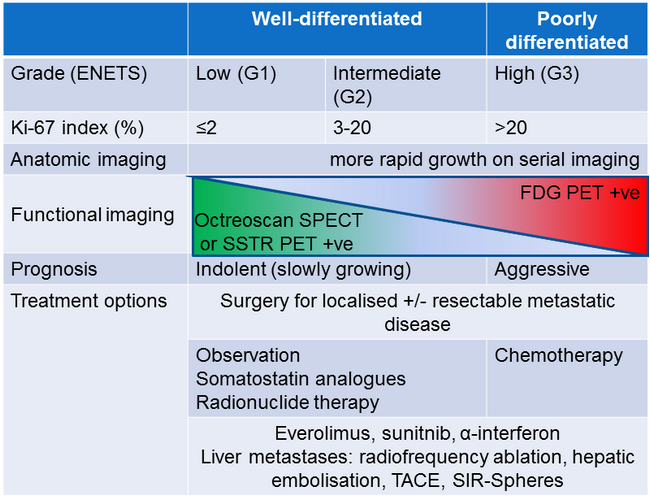 Well-differentiated
Poorly
differentiated
Grade (ENETS)
Low (G1)
Intermediate
(G2)
High (G3)
Ki-67 index (%)
≤2
3-20
>20
Anatomic imaging
more rapid growth on serial imaging
Functional imaging
FDG PET +ve
Octreoscan SPECT
or SSTR PET +ve
Prognosis
Indolent (slowly growing)
Aggressive
Treatment options
Surgery for localised +/- resectable metastatic
disease
Observation
Somatostatin analogues
Radionuclide therapy
Chemotherapy
Everolimus, sunitnib, α-interferon
Liver metastases: radiofrequency ablation, hepatic
embolisation, TACE, SIR-Spheres